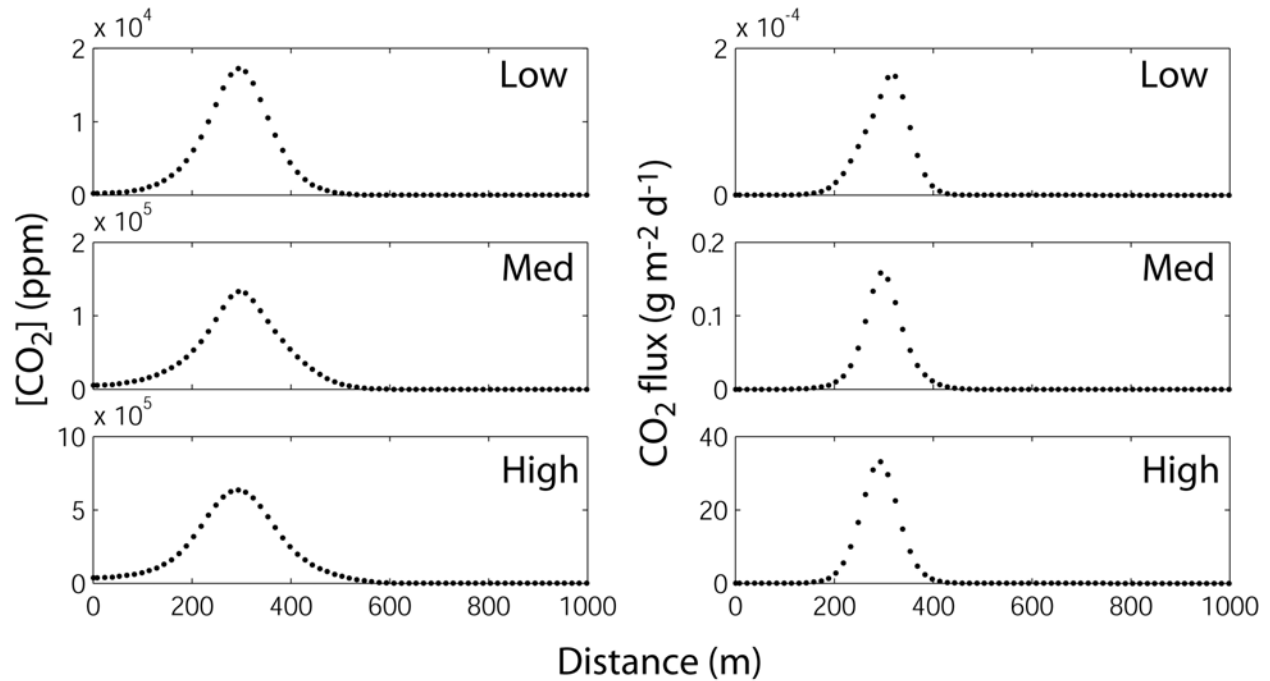 x 10^4
2
1
0
Low
x 10^5
2
1
0
Med
x 10^5
10
5
0
High
0 200 400 600 800 1000
[CO2] (ppm)
x 10^-4
2
0
Low
0.2
0.1
0
Med
40
20
0
High
0 200 400 600 800 1000
CO2 flux (g m-2 d-1)
Distance (m)